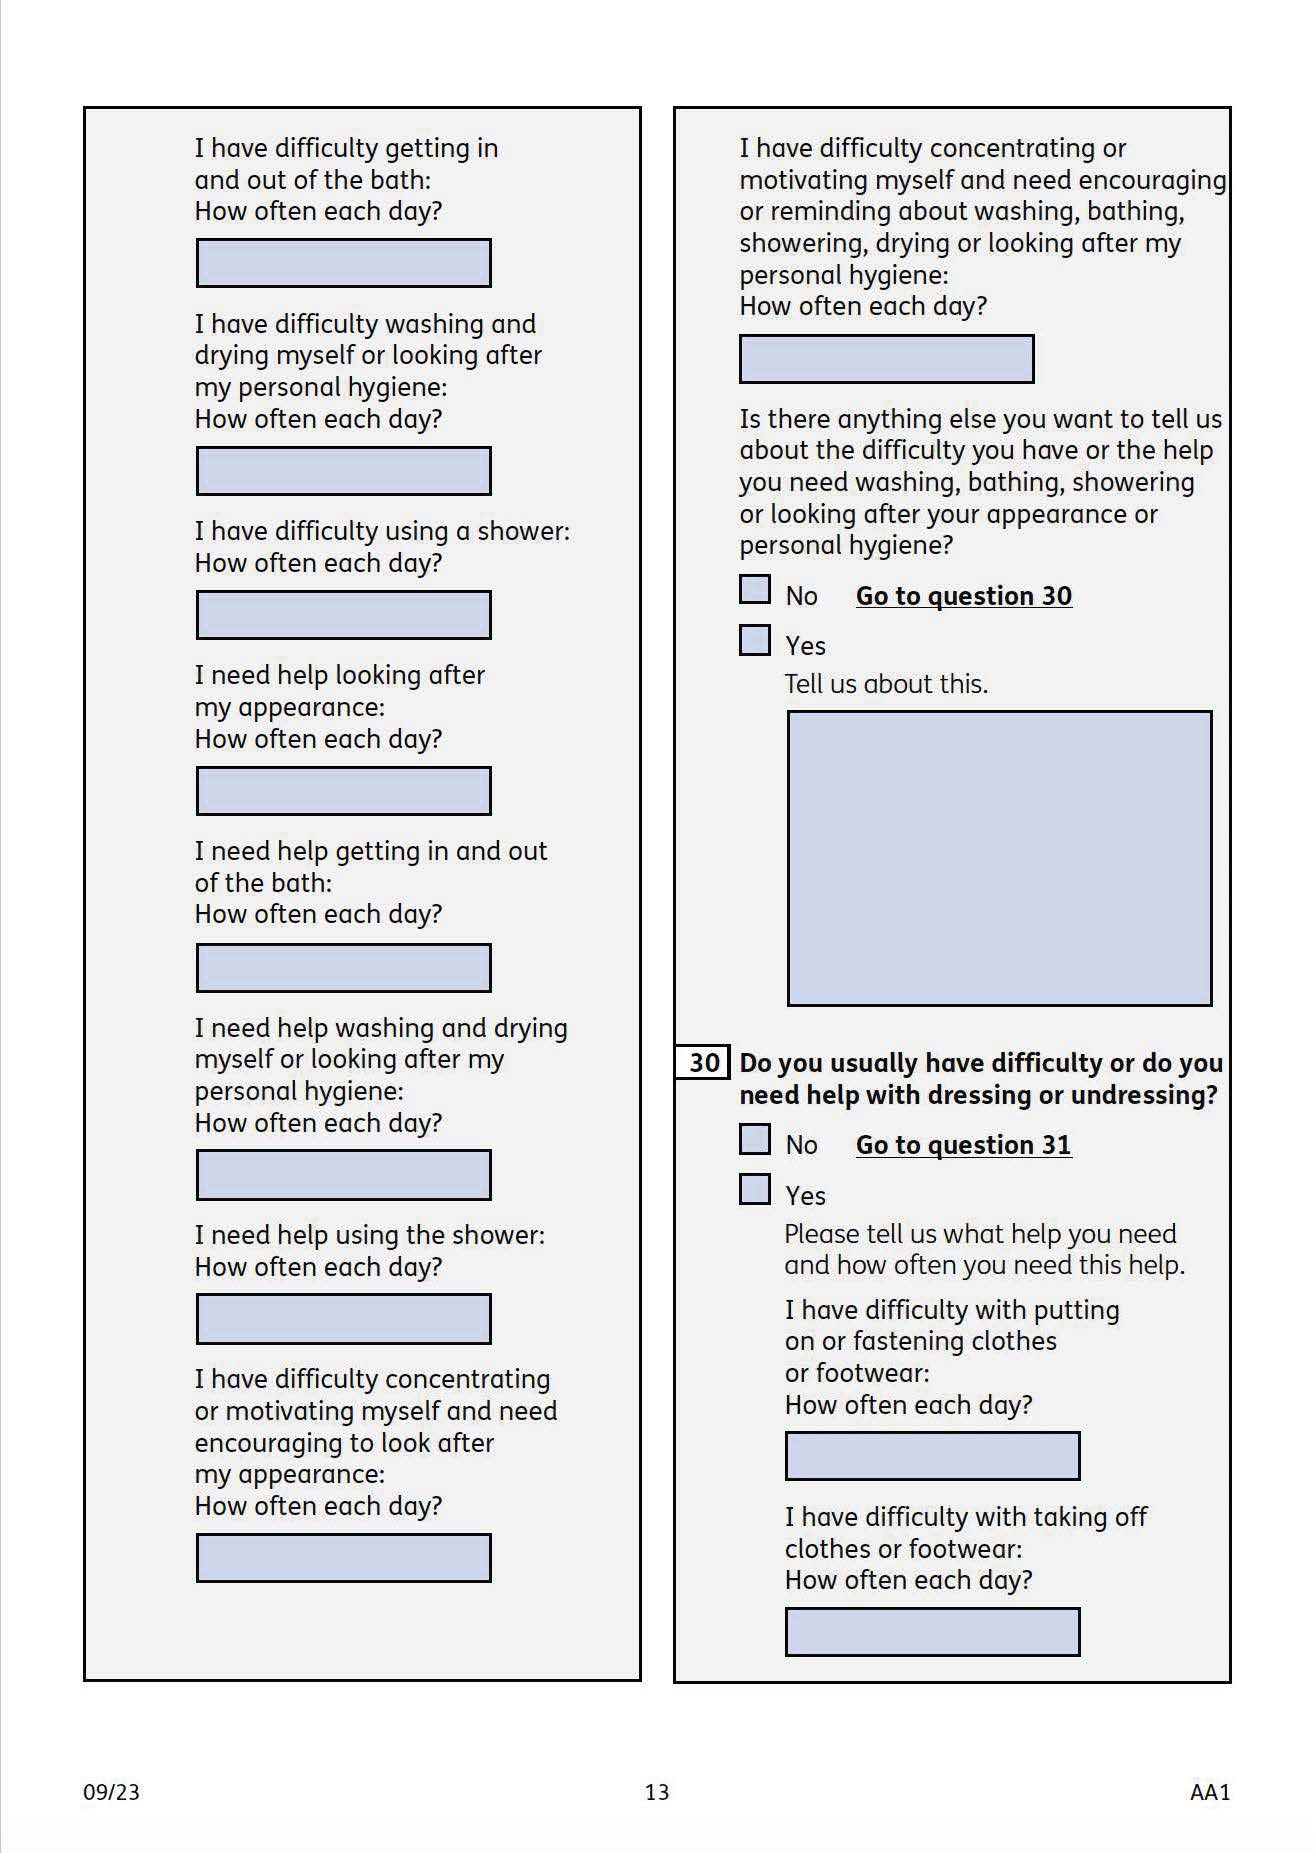 I have difficulty getting in
and out of the bath:
How often each day?
I have difficulty washing and
drying myself or looking after
my personal hygiene:
How often each day?
I have difficulty using a shower:
How often each day?
I need help looking after
my appearance:
How often each day?
I need help getting in and out
of the bath:
How often each day?
I need help washing and drying
myself or looking after my
personal hygiene:
How often each day?
I need help using the shower:
How often each day?
I have difficulty concentrating
or motivating myself and need
encouraging to look after
my appearance:
How often each day?
I have difficulty concentrating or
motivating myself and need encouraging
or reminding about washing, bathing,
showering, drying or looking after my
personal hygiene:
How often each day?
Is there anything else you want to tell us
about the difficulty you have or the help
you need washing, bathing, showering
or looking after your appearance or
personal hygiene?
No Go to question 30
Yes
Tell us about this.
30 Do you usually have difficulty or do you
need help with dressing or undressing?
No Go to question 31
Yes
Please tell us what help you need
and how often you need this help.
I have difficulty with putting
on or fastening clothes
or footwear:
How often each day?
I have difficulty with taking off
clothes or footwear:
How often each day?
09/23 13 AA1